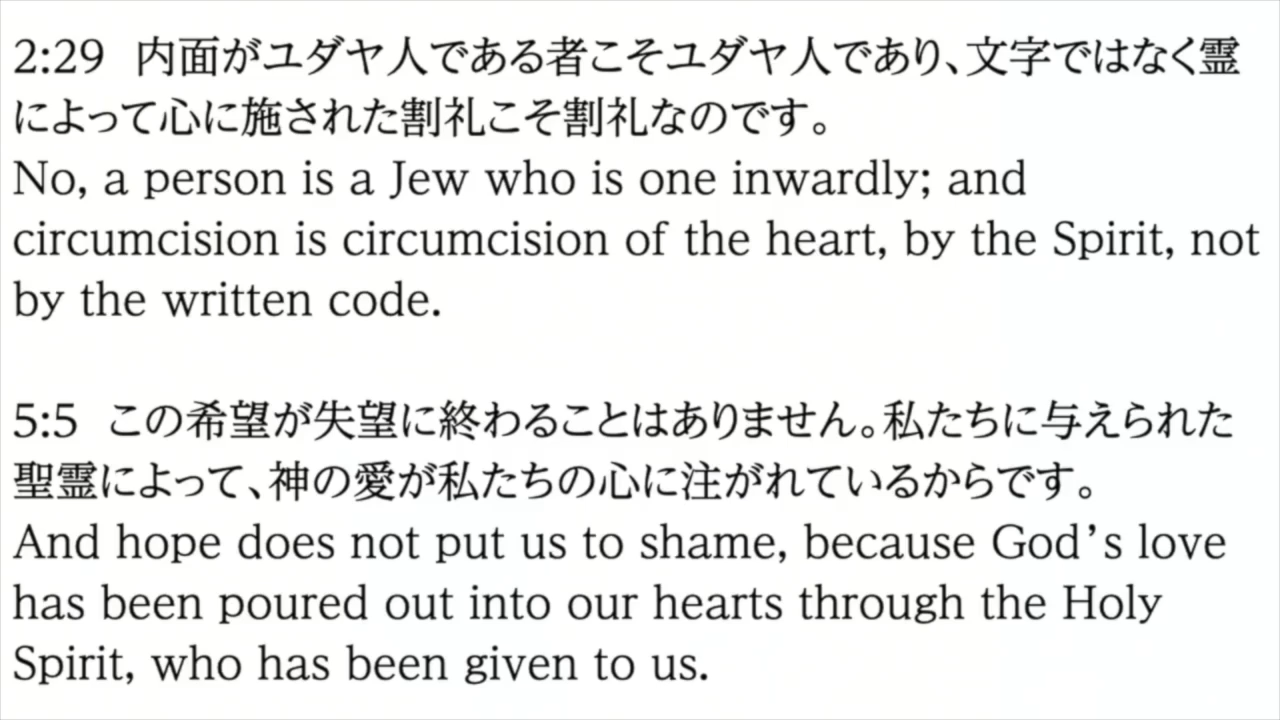 2:29 内面がユダヤ人である者こそユダヤ人であり、文字ではなく霊
によって心に施された割礼こそ割礼なのです。
No, a person is a Jew who is one inwardly; and
circumcision is circumcision of the heart, by the Spirit, not
by the written code.
5:5 この希望が失望に終わることはありません。私たちに与えられた
聖霊によって、神の愛が私たちの心に注がれているからです。
And hope does not put us to shame, because God’s love
has been poured out into our hearts through the Holy
Spirit, who has been given to us.